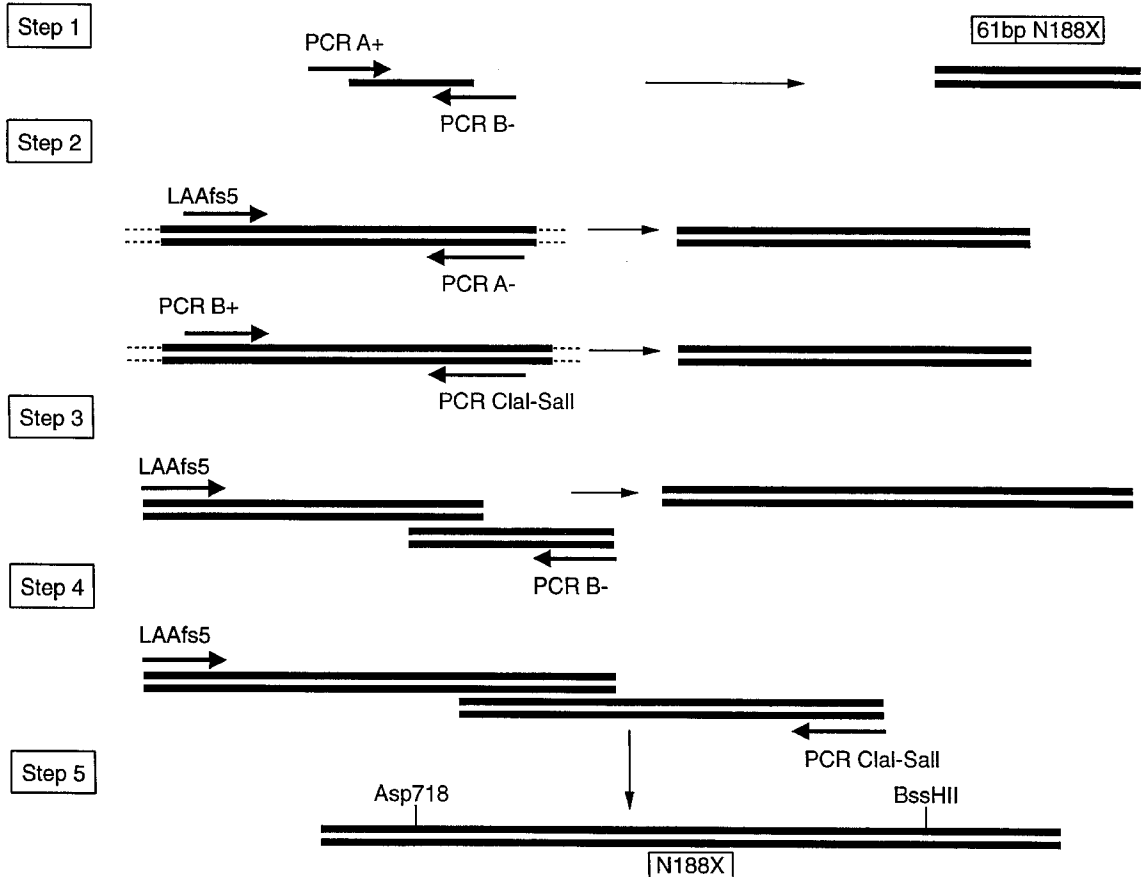 Step 1
PCR A+
61bp N188X
PCR B-
Step 2
LAAfs5
PCR A-
PCR B+
PCR ClaI-SalI
Step 3
LAAfs5
PCR B-
Step 4
LAAfs5
PCR ClaI-SalI
Step 5
Asp718
BssHII
N188X